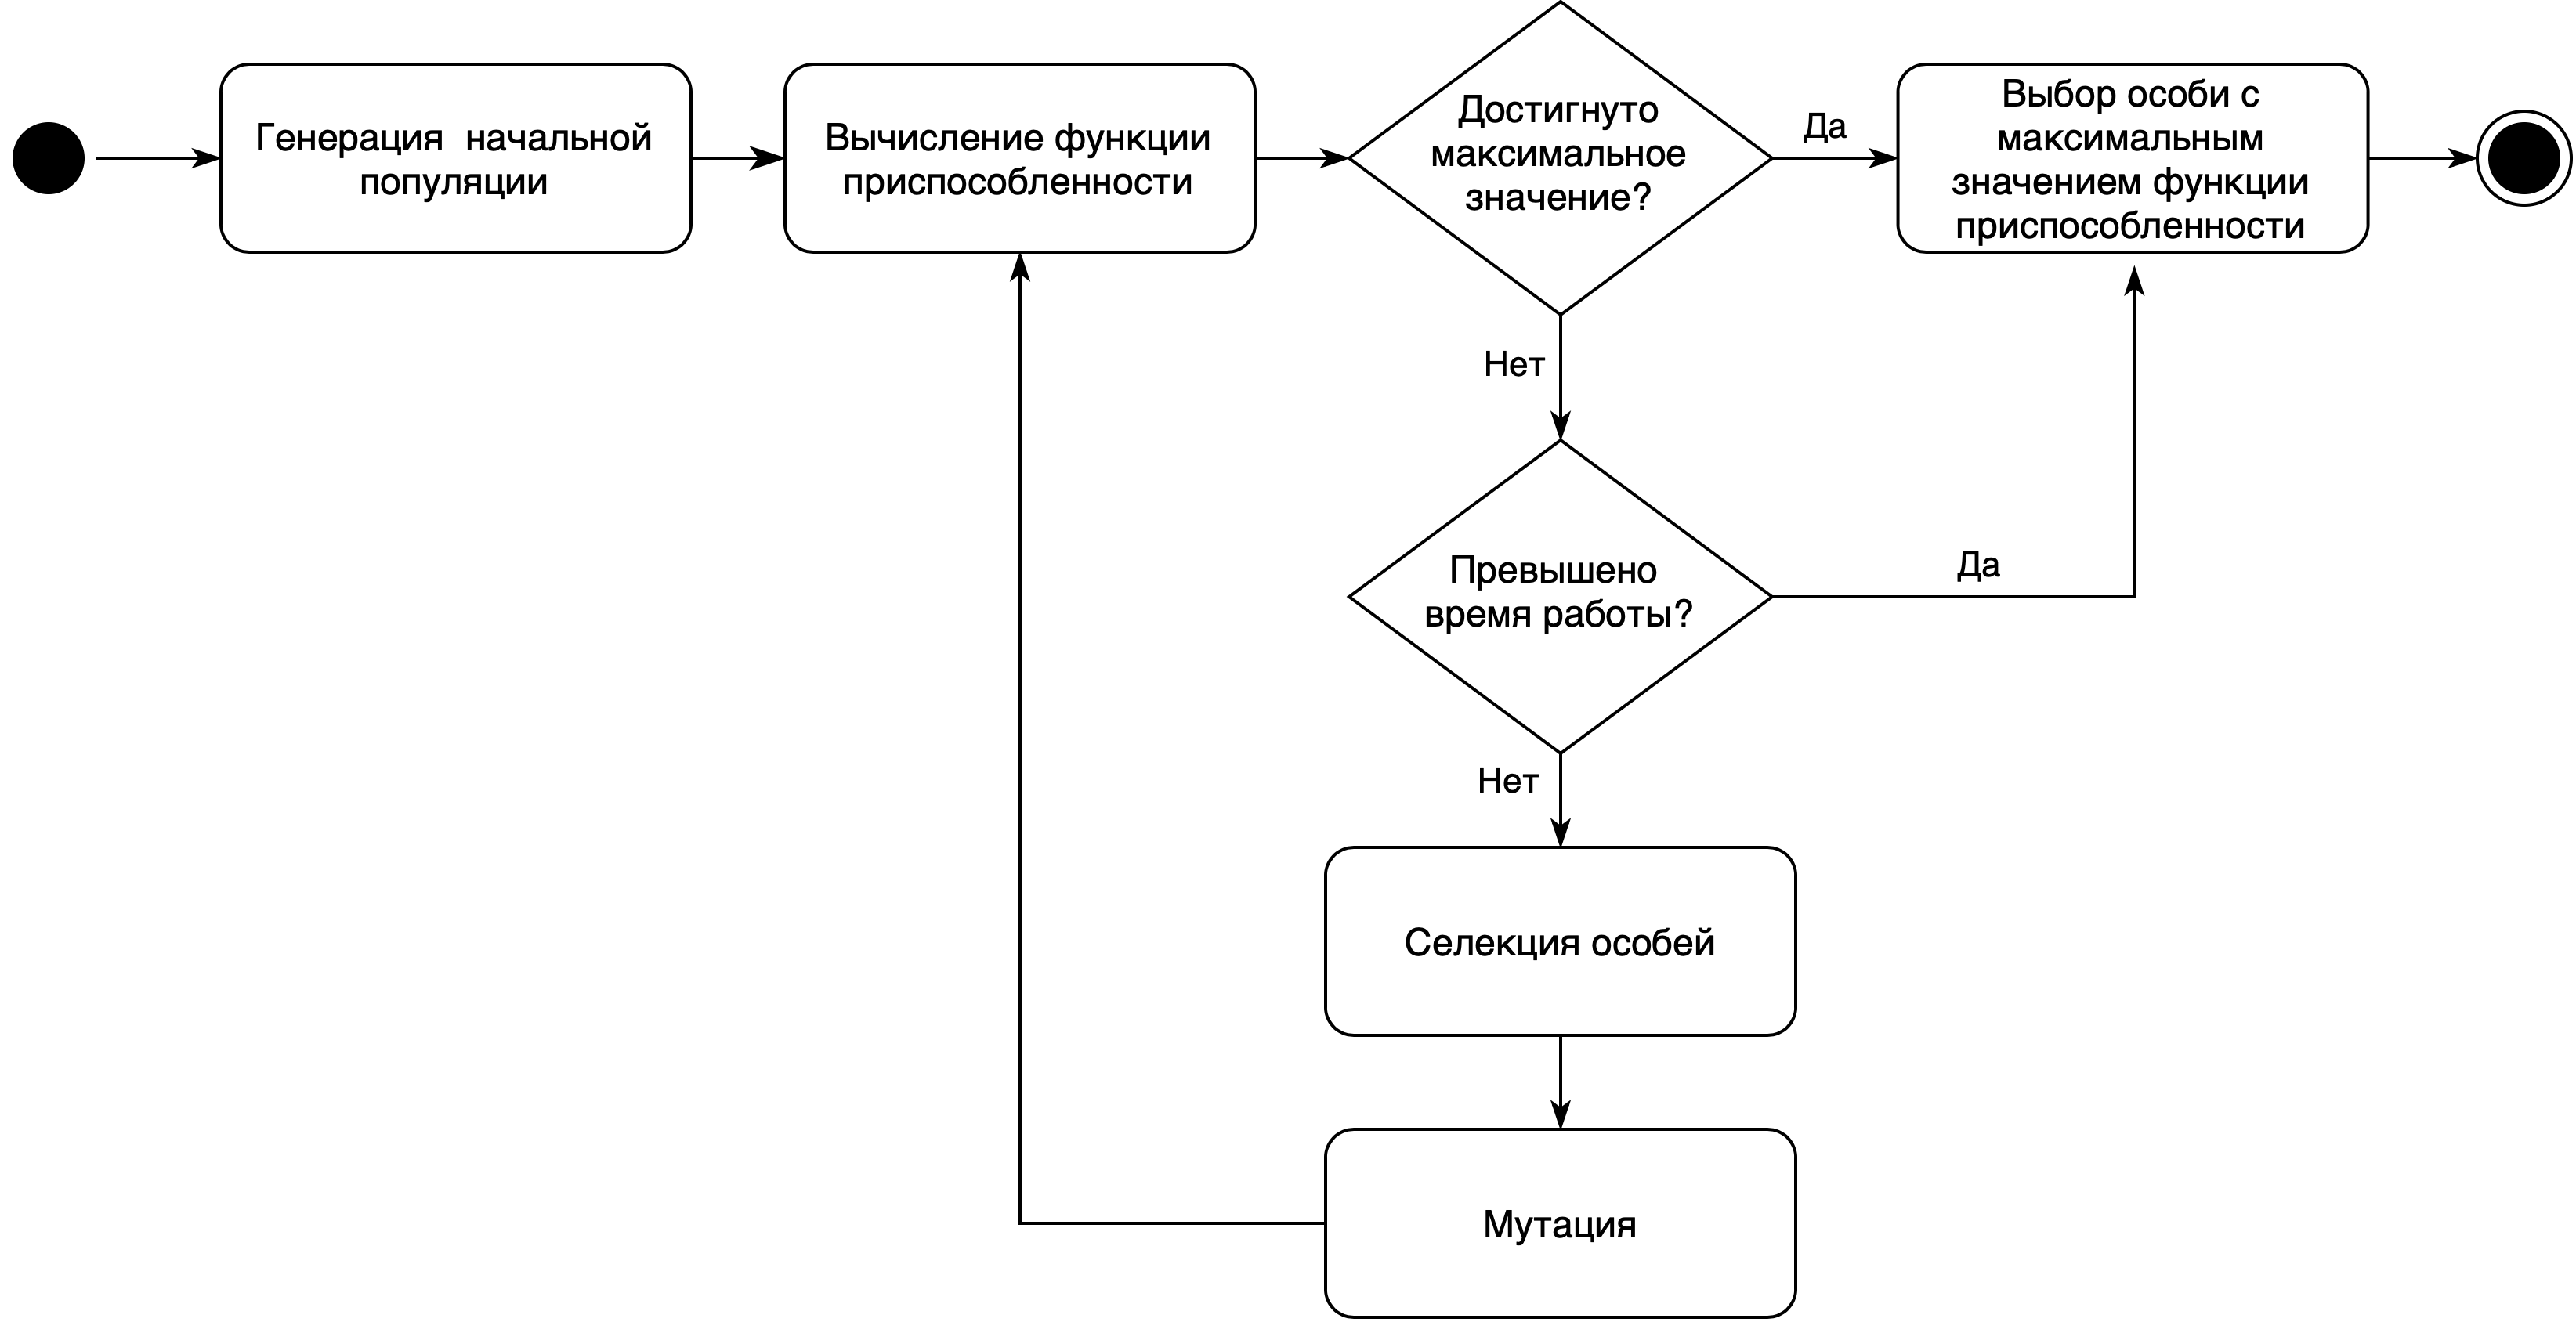 Генерация начальной
популяции
Вычисление функции
приспособленности
Достигнуто
максимальное
значение?
Да
Выбор особи с
максимальным
значением функции
приспособленности
Нет
Превышено
время работы?
Да
Нет
Селекция особей
Мутация